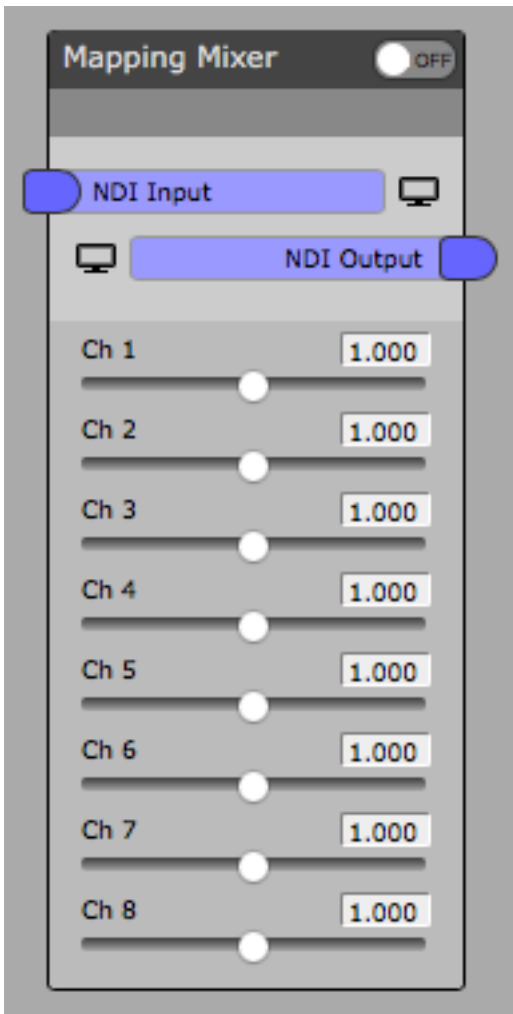 Mapping Mixer OFF
NDI Input
NDI Output
Ch 1 1.000
Ch 2 1.000
Ch 3 1.000
Ch 4 1.000
Ch 5 1.000
Ch 6 1.000
Ch 7 1.000
Ch 8 1.000